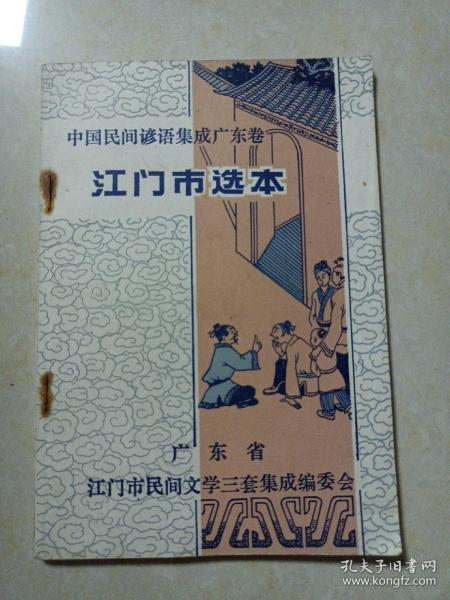 中国民间谚语集成广东卷
江门市选本
广东省
江门市民间文学三套集成编委会
孔夫子旧书网
www.kongfz.com